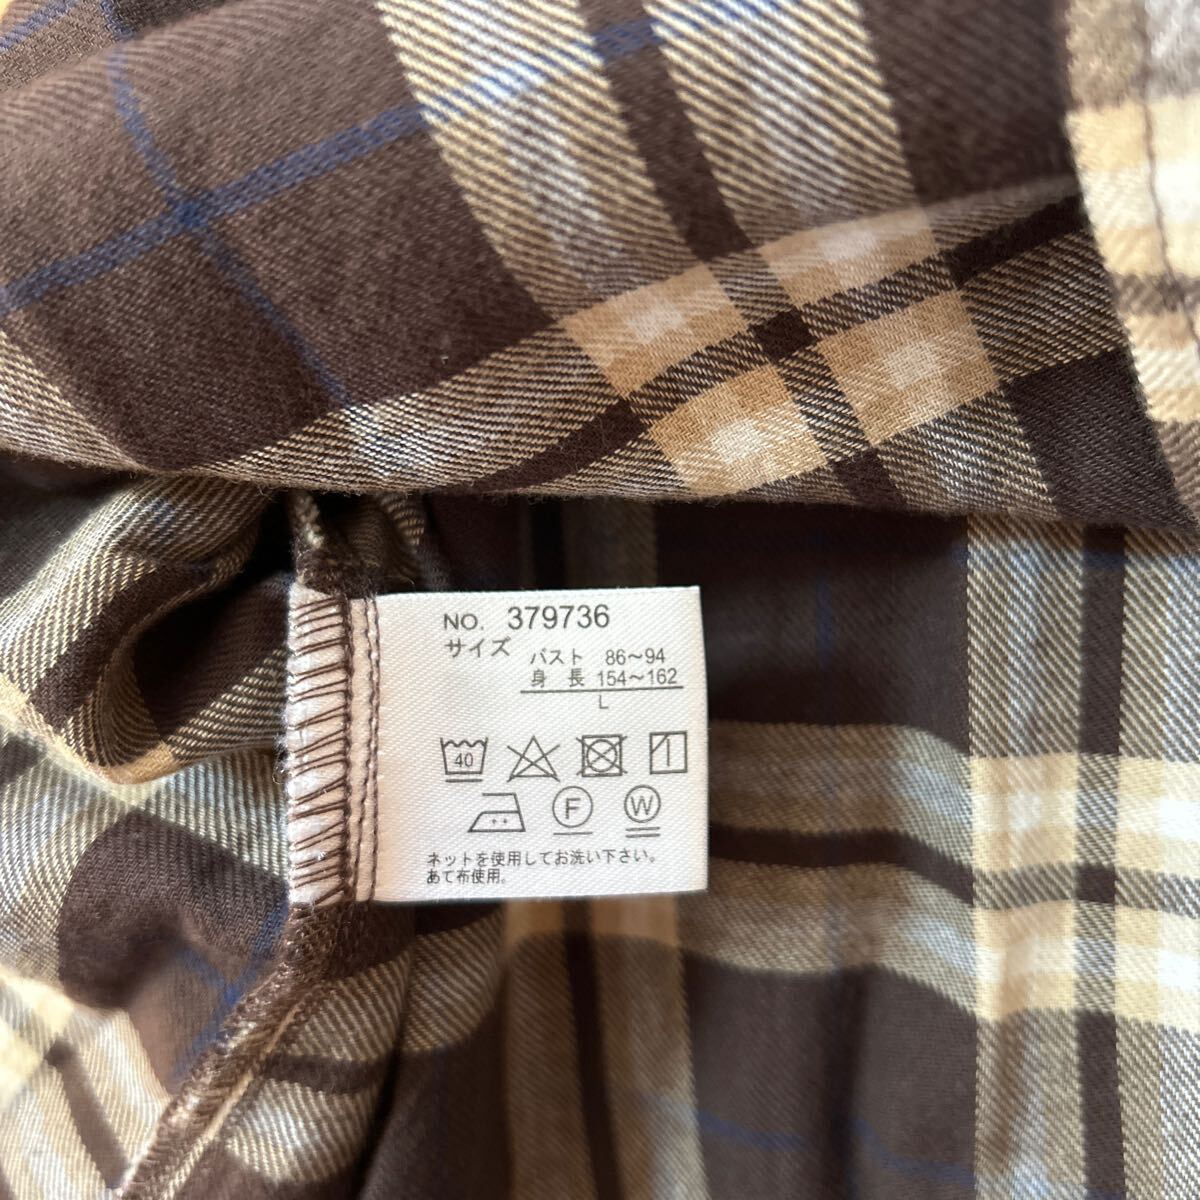 NO. 379736
サイズ
バスト 86～94
身長 154～162
L
40
F W
ネットを使用してお洗い下さい。
あて布使用。